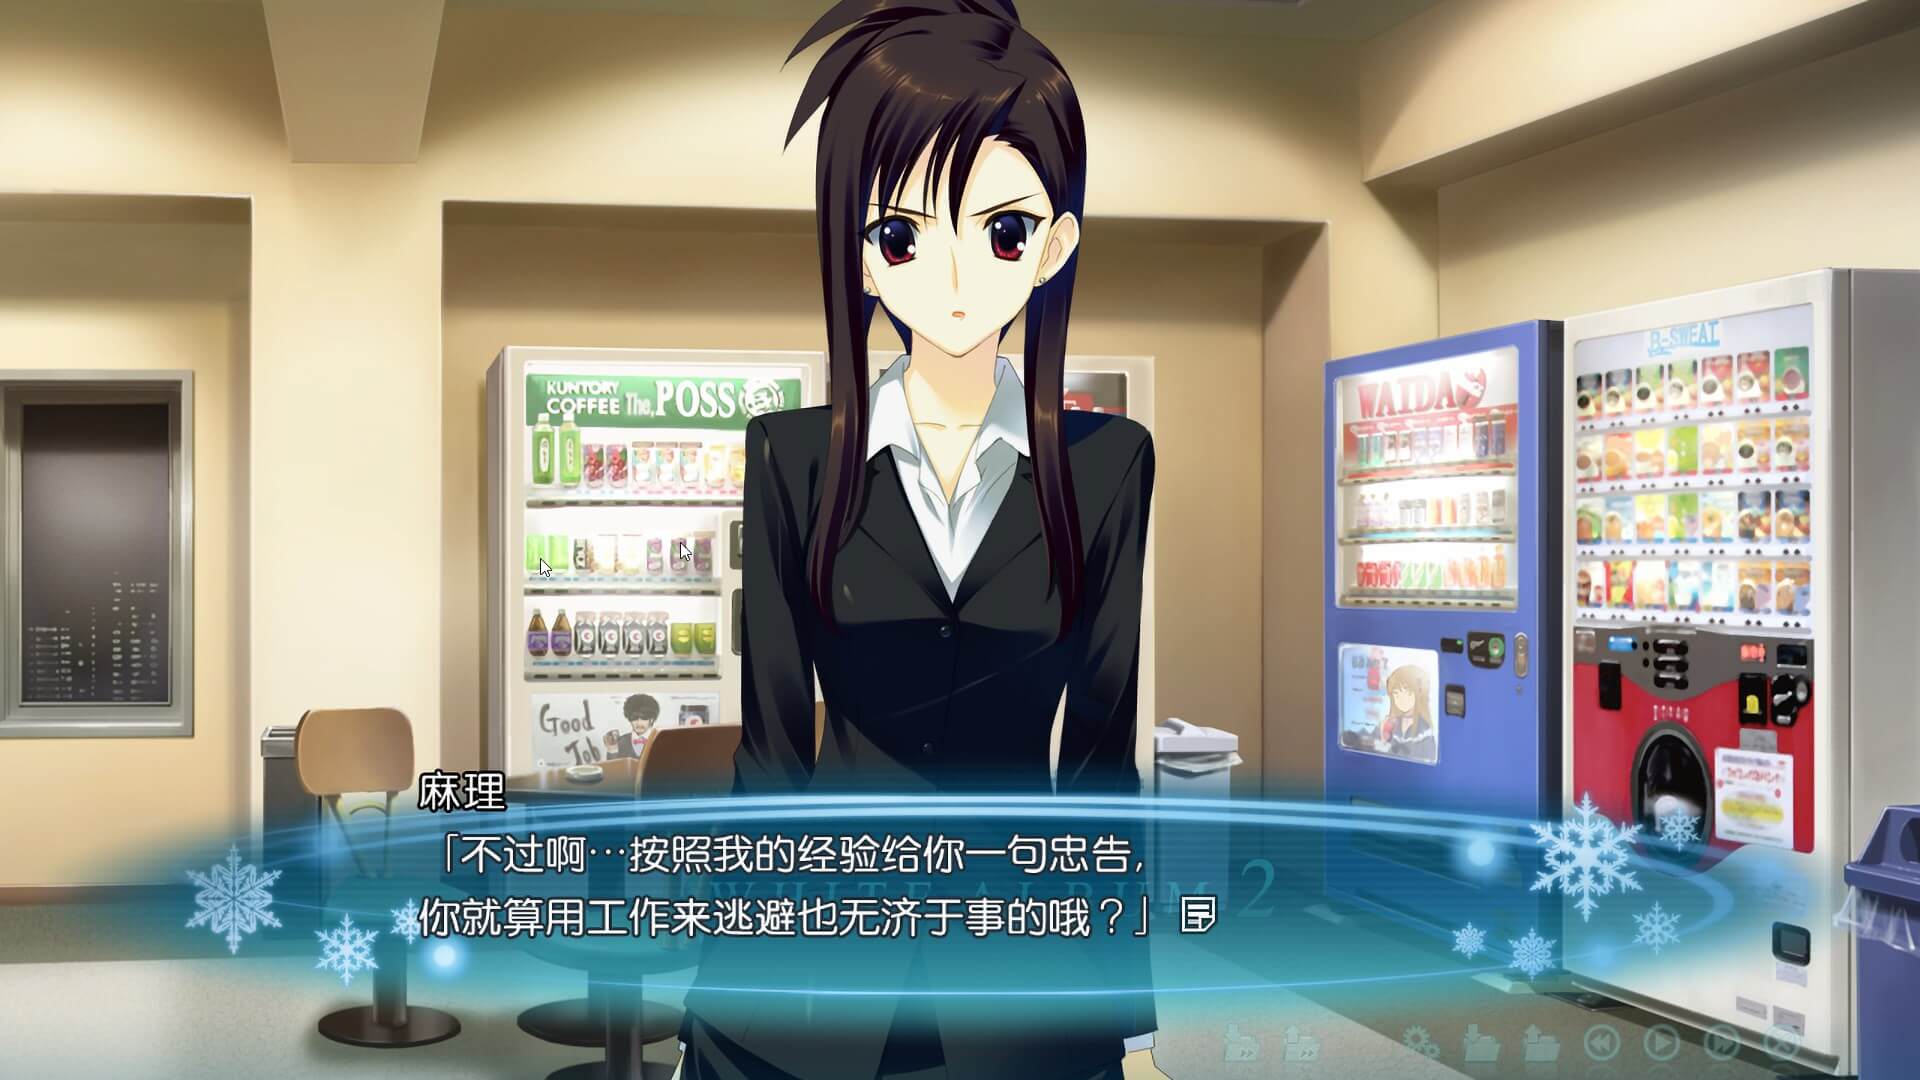 KUNTORY
COFFEE The, POSS
WAIDA
B-SWEAT
Good
Job
麻理
「不过啊…按照我的经验给你一句忠告,
WHITE ALBUM 2
你就算用工作来逃避也无济于事的哦？」